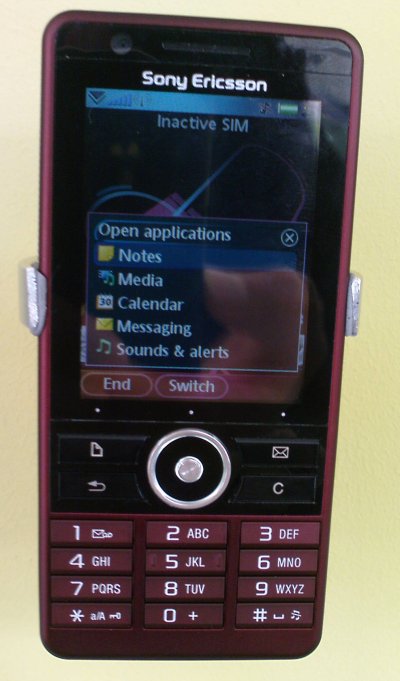 Sony Ericsson
Inactive SIM
Open applications
Notes
Media
30 Calendar
Messaging
Sounds & alerts
End Switch
C
1 2 ABC 3 DEF
4 GHI 5 JKL 6 MNO
7 PQRS 8 TUV 9 WXYZ
* a/A 0 + #